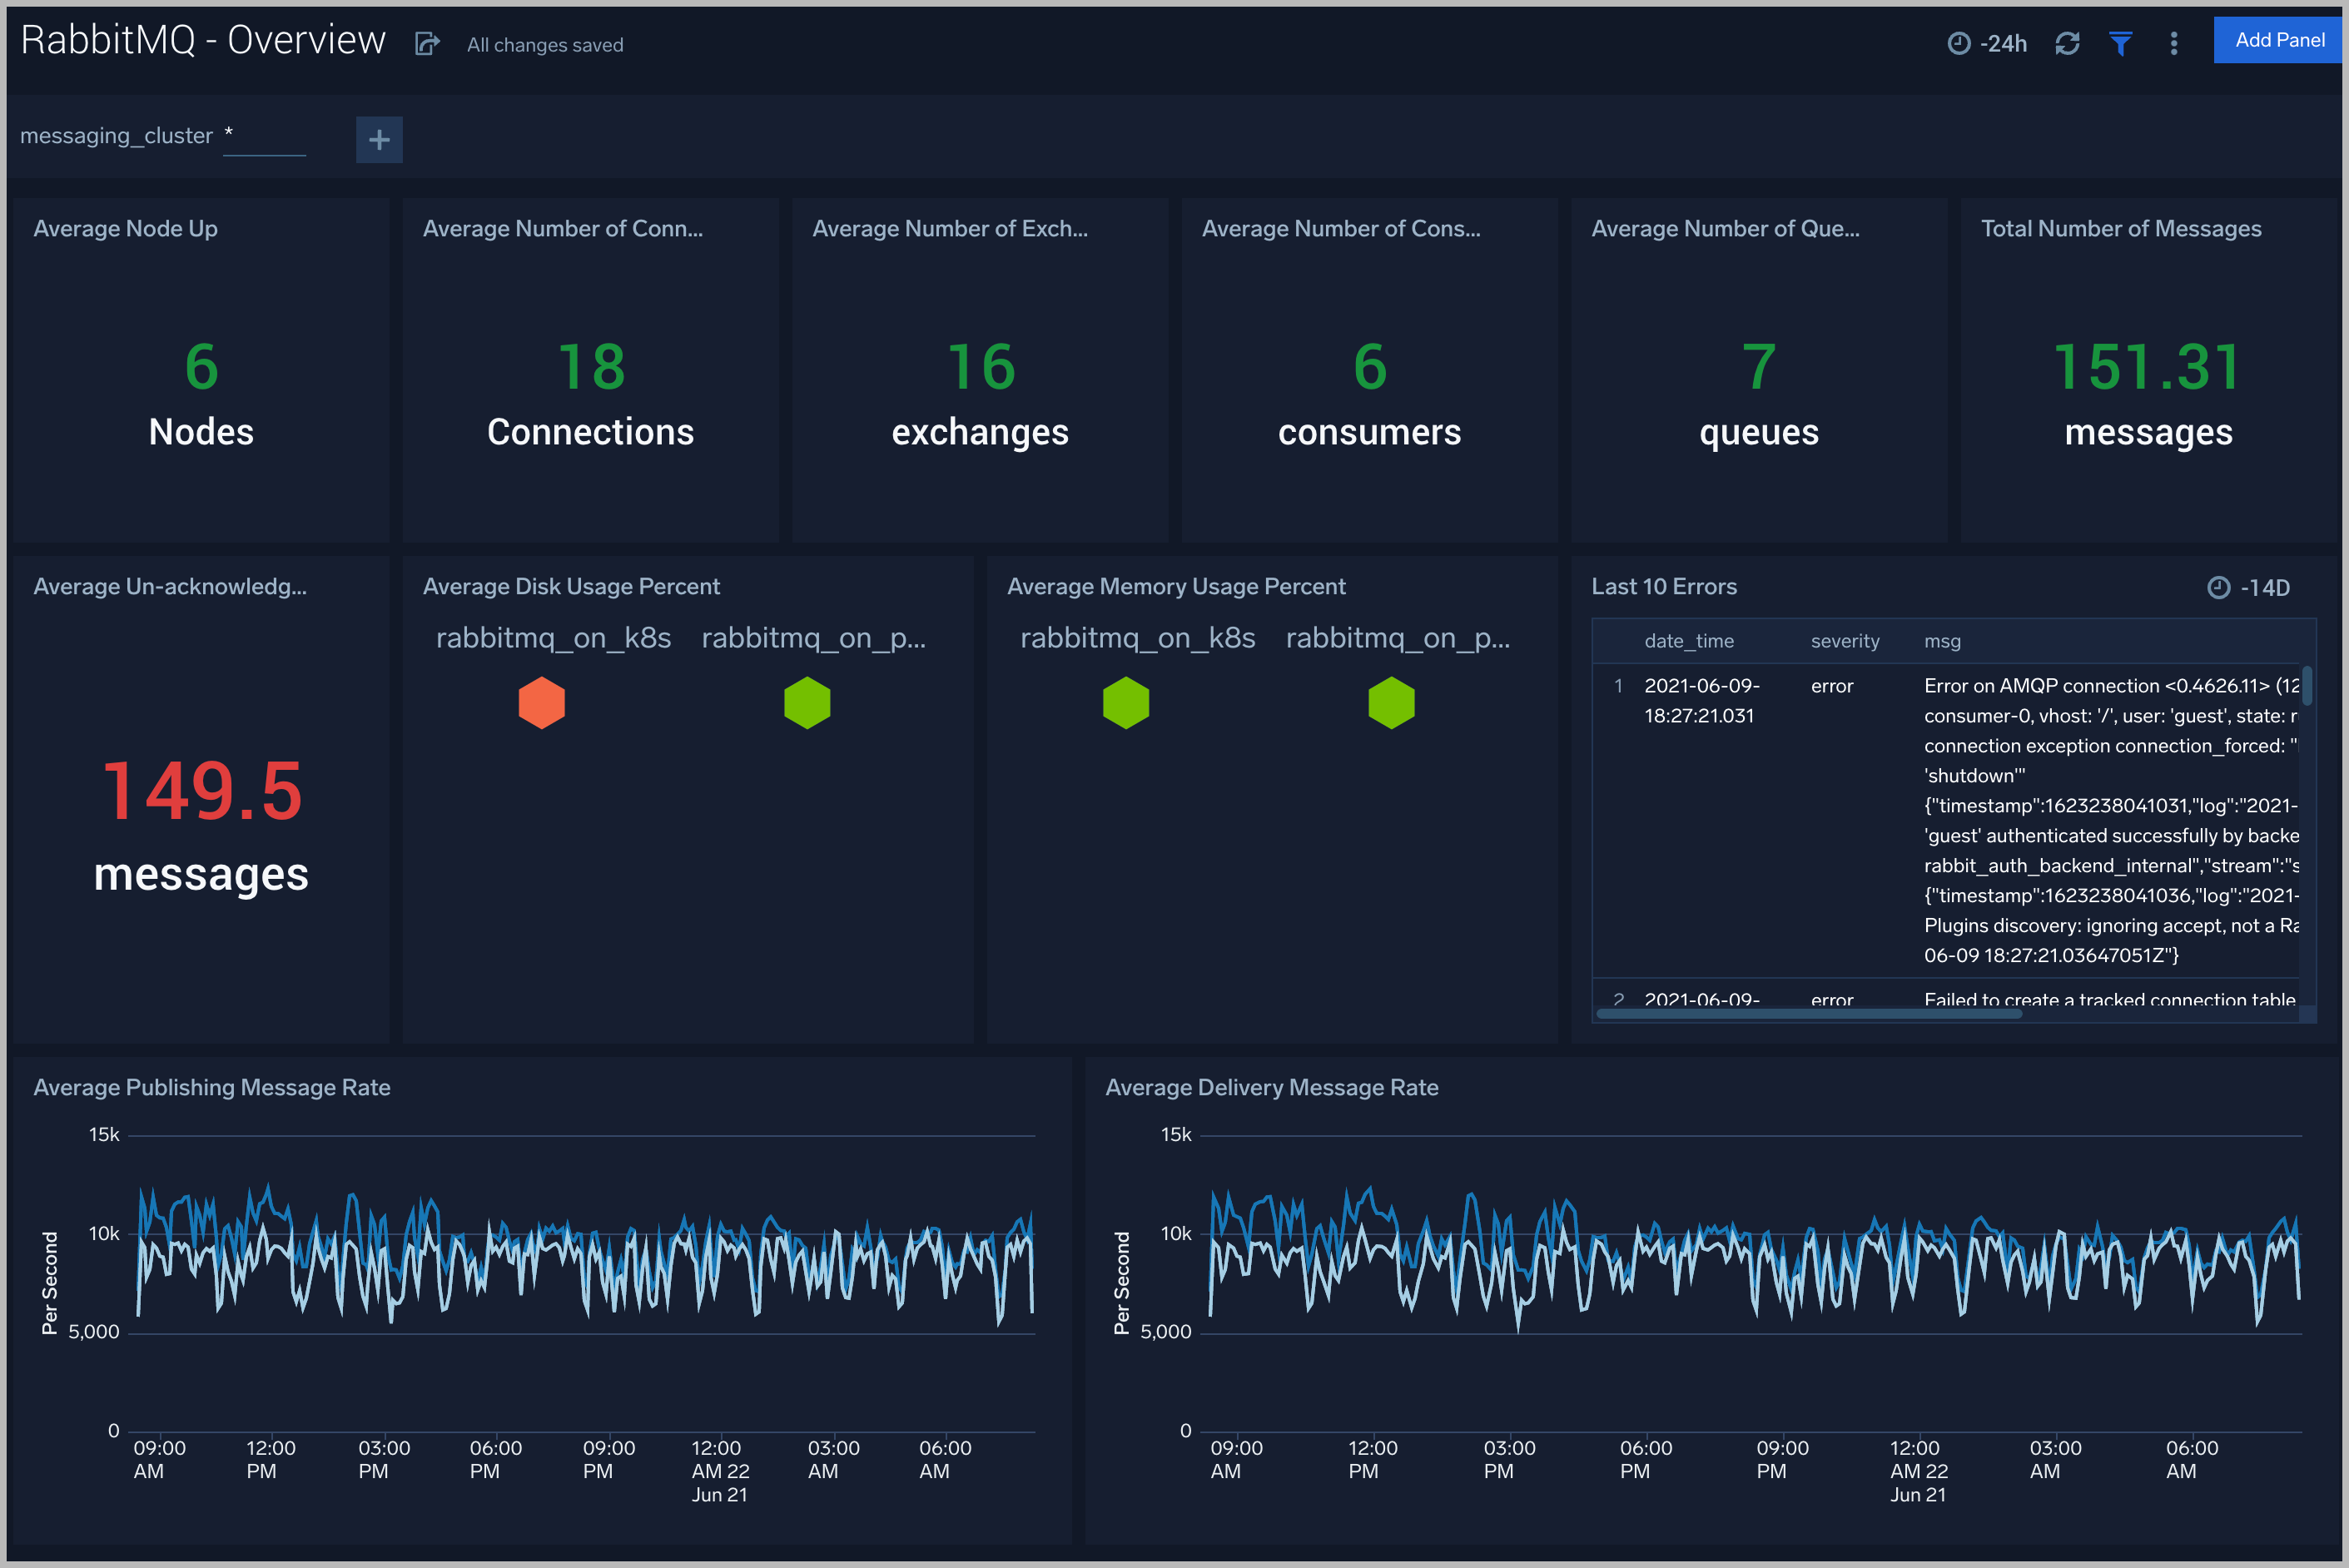 RabbitMQ - Overview
All changes saved
-24h
Add Panel
messaging_cluster *
Average Node Up
6
Nodes
Average Number of Conn...
18
Connections
Average Number of Exch...
16
exchanges
Average Number of Cons...
6
consumers
Average Number of Que...
7
queues
Total Number of Messages
151.31
messages
Average Un-acknowledg...
149.5
messages
Average Disk Usage Percent
rabbitmq_on_k8s rabbitmq_on_p...
Average Memory Usage Percent
rabbitmq_on_k8s rabbitmq_on_p...
Last 10 Errors
-14D
date_time severity msg
1 2021-06-09- error Error on AMQP connection <0.4626.11> (12
18:27:21.031 consumer-0, vhost: '/', user: 'guest', state: r
connection exception connection_forced: "
'shutdown'"
{"timestamp":1623238041031,"log":"2021-
'guest' authenticated successfully by backe
rabbit_auth_backend_internal","stream":"s
{"timestamp":1623238041036,"log":"2021-
Plugins discovery: ignoring accept, not a Ra
06-09 18:27:21.03647051Z"}
2 2021-06-09- error Failed to create a tracked connection table
Average Publishing Message Rate
Per Second
15k
10k
5,000
0
09:00 12:00 03:00 06:00 09:00 12:00 03:00 06:00
AM PM PM PM PM AM 22 AM AM
Jun 21
Average Delivery Message Rate
Per Second
15k
10k
5,000
0
09:00 12:00 03:00 06:00 09:00 12:00 03:00 06:00
AM PM PM PM PM AM 22 AM AM
Jun 21